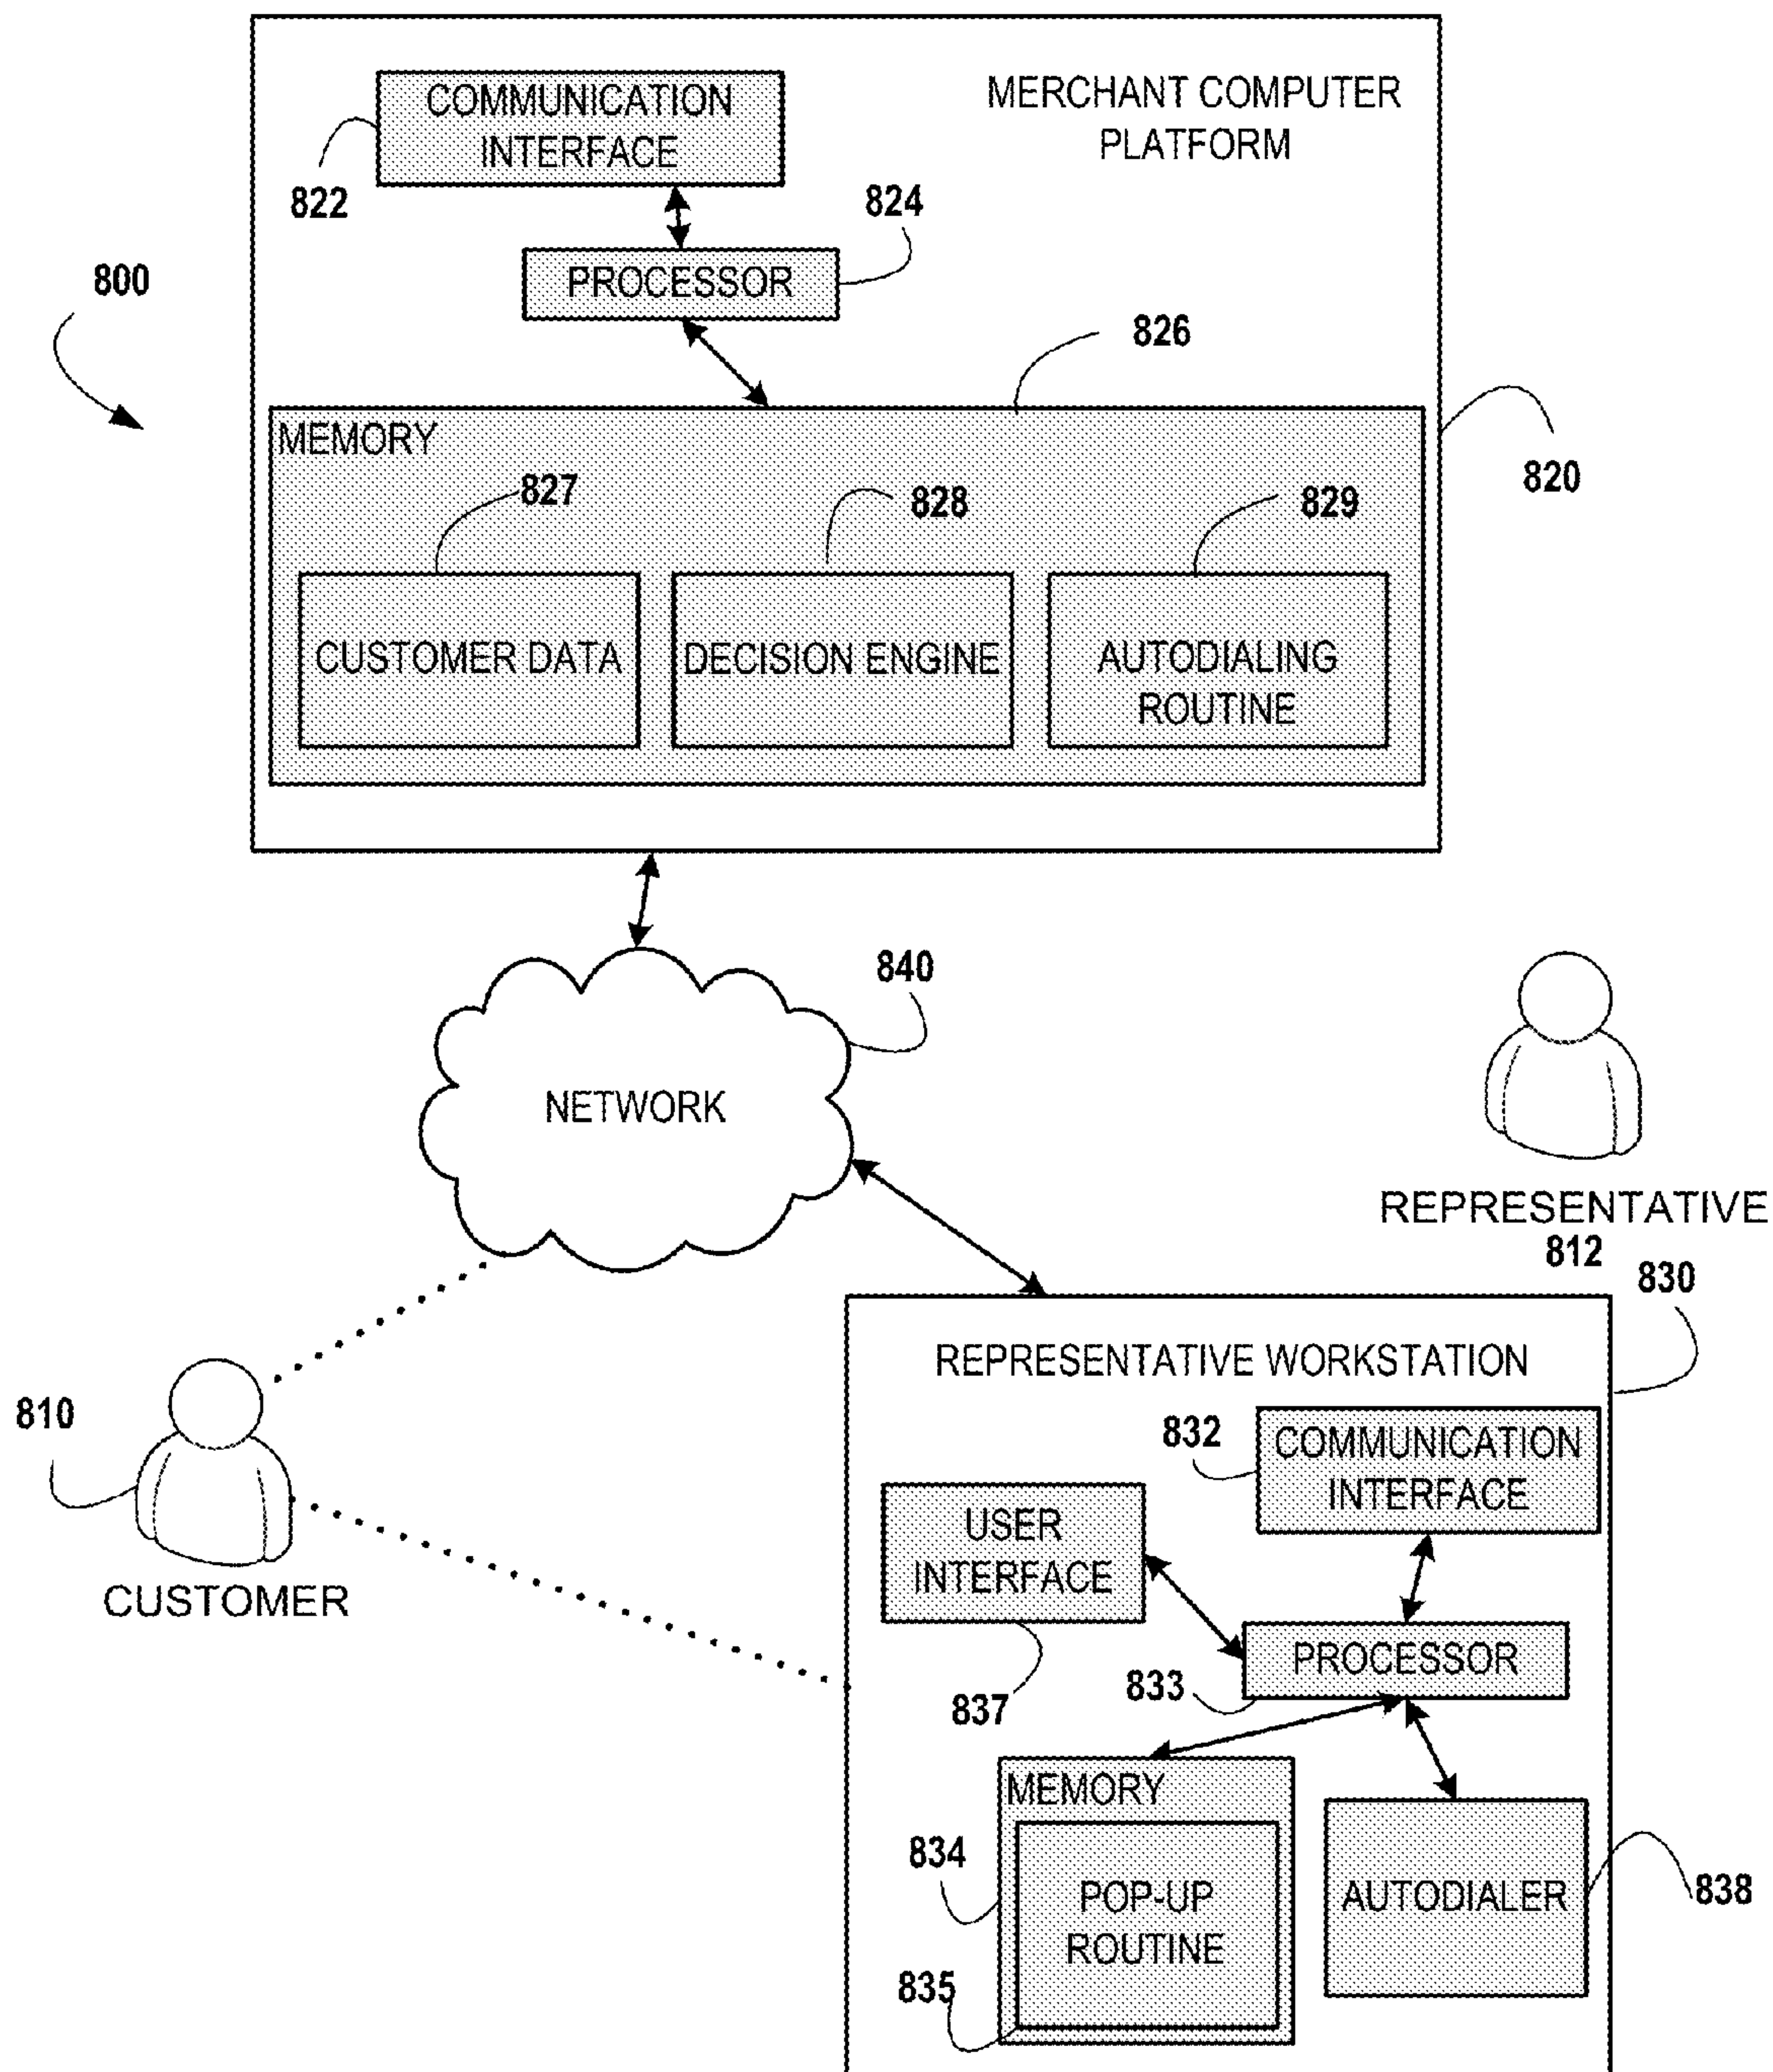 COMMUNICATION
INTERFACE
MERCHANT COMPUTER
PLATFORM
822
824
PROCESSOR
800
826
MEMORY
820
827
828
829
CUSTOMER DATA
DECISION ENGINE
AUTODIALING
ROUTINE
840
NETWORK
REPRESENTATIVE
812
830
REPRESENTATIVE WORKSTATION
810
832
COMMUNICATION
INTERFACE
USER
INTERFACE
CUSTOMER
PROCESSOR
833
837
MEMORY
834
POP-UP
ROUTINE
AUTODIALER
838
835